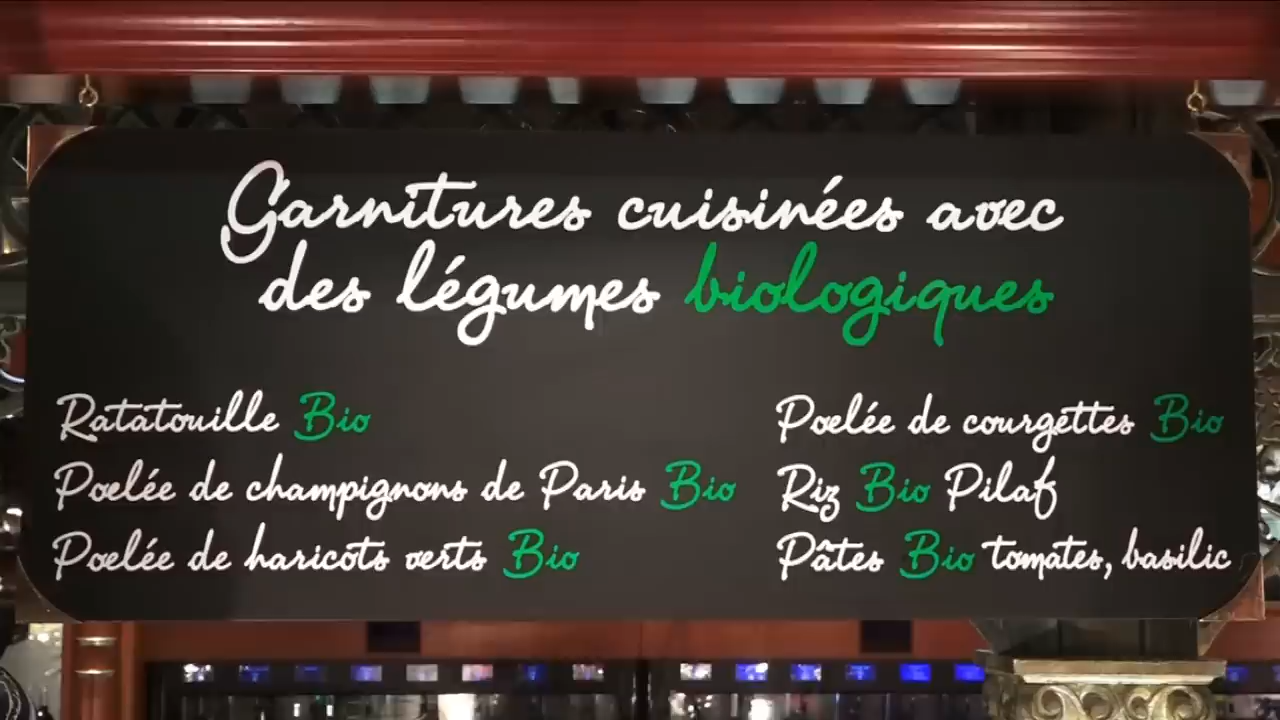 Garnitures cuisinées avec
des légumes biologiques
Ratatouille Bio
Poelée de champignons de Paris Bio
Poelée de haricots verts Bio
Poelée de courgettes Bio
Riz Bio Pilaf
Pâtes Bio tomates, basilic